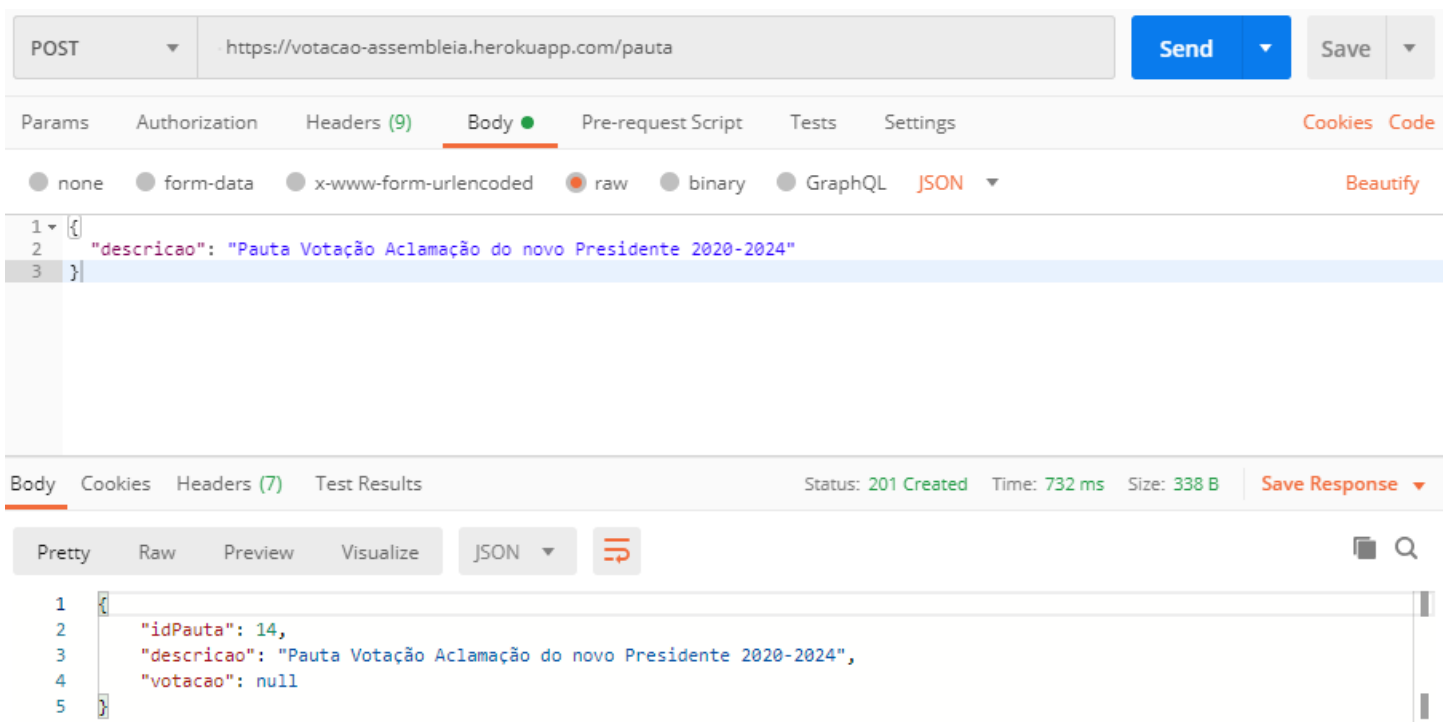 POST https://votacao-assembleia.herokuapp.com/pauta Send Save
Params Authorization Headers (9) Body Pre-request Script Tests Settings Cookies Code
none form-data x-www-form-urlencoded raw binary GraphQL JSON Beautify
1 {
2 "descricao": "Pauta Votação Aclamação do novo Presidente 2020-2024"
3 }
Body Cookies Headers (7) Test Results Status: 201 Created Time: 732 ms Size: 338 B Save Response
Pretty Raw Preview Visualize JSON
1 {
2 "idPauta": 14,
3 "descricao": "Pauta Votação Aclamação do novo Presidente 2020-2024",
4 "votacao": null
5 }